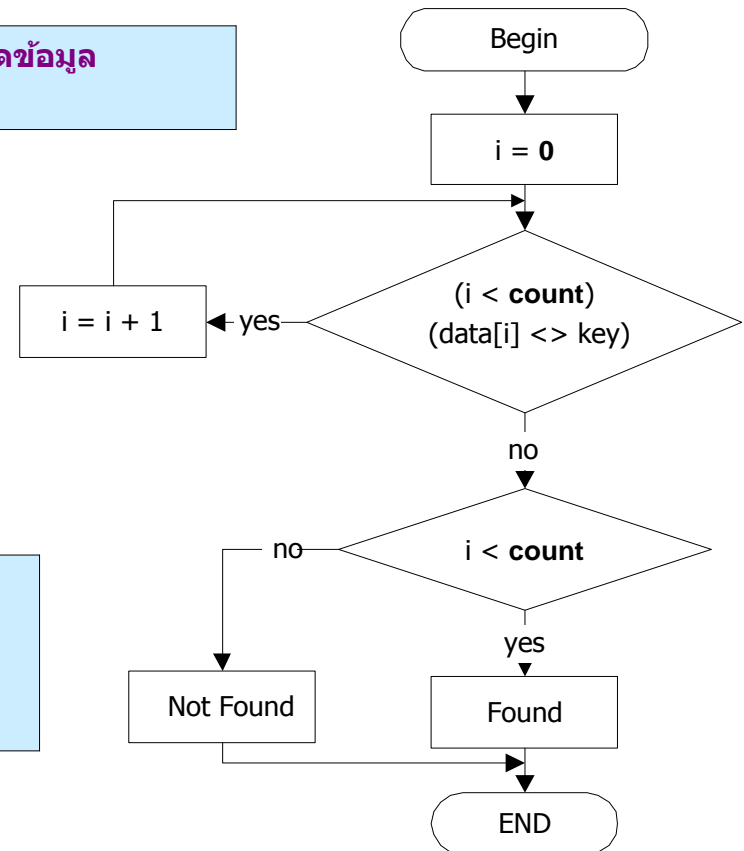 ข้อมูล
Begin
i = 0
(i < count)
(data[i] <> key)
yes
i = i + 1
no
i < count
no
yes
Not Found
Found
END